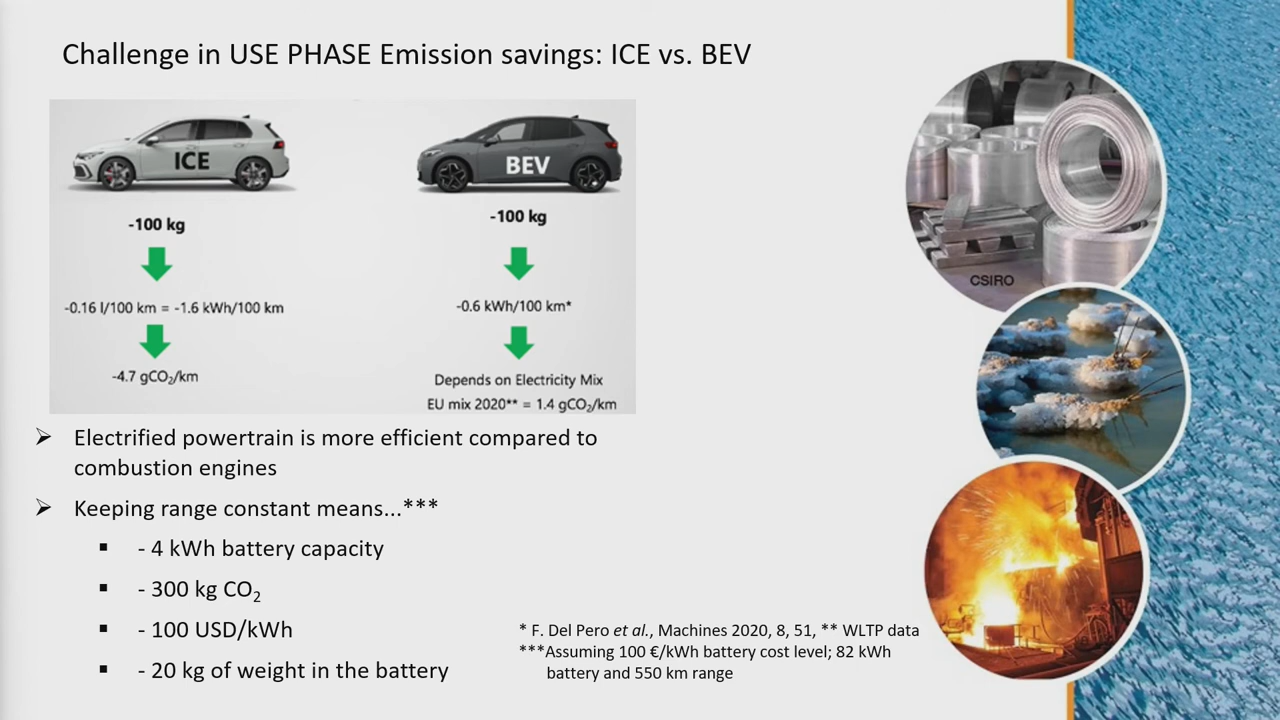 Challenge in USE PHASE Emission savings: ICE vs. BEV
ICE
BEV
-100 kg
-100 kg
-0.16 l/100 km = -1.6 kWh/100 km
-0.6 kWh/100 km*
-4.7 gCO₂/km
Depends on Electricity Mix
EU mix 2020** = 1.4 gCO₂/km
➢ Electrified powertrain is more efficient compared to
combustion engines
➢ Keeping range constant means...***
▪ - 4 kWh battery capacity
▪ - 300 kg CO₂
▪ - 100 USD/kWh
▪ - 20 kg of weight in the battery
* F. Del Pero et al., Machines 2020, 8, 51, ** WLTP data
***Assuming 100 €/kWh battery cost level; 82 kWh
battery and 550 km range
CSIRO